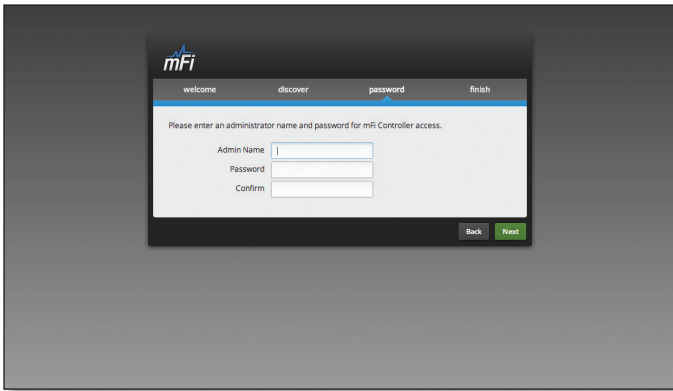 mFi
welcome discover password finish
Please enter an administrator name and password for mFi Controller access.
Admin Name
Password
Confirm
Back Next